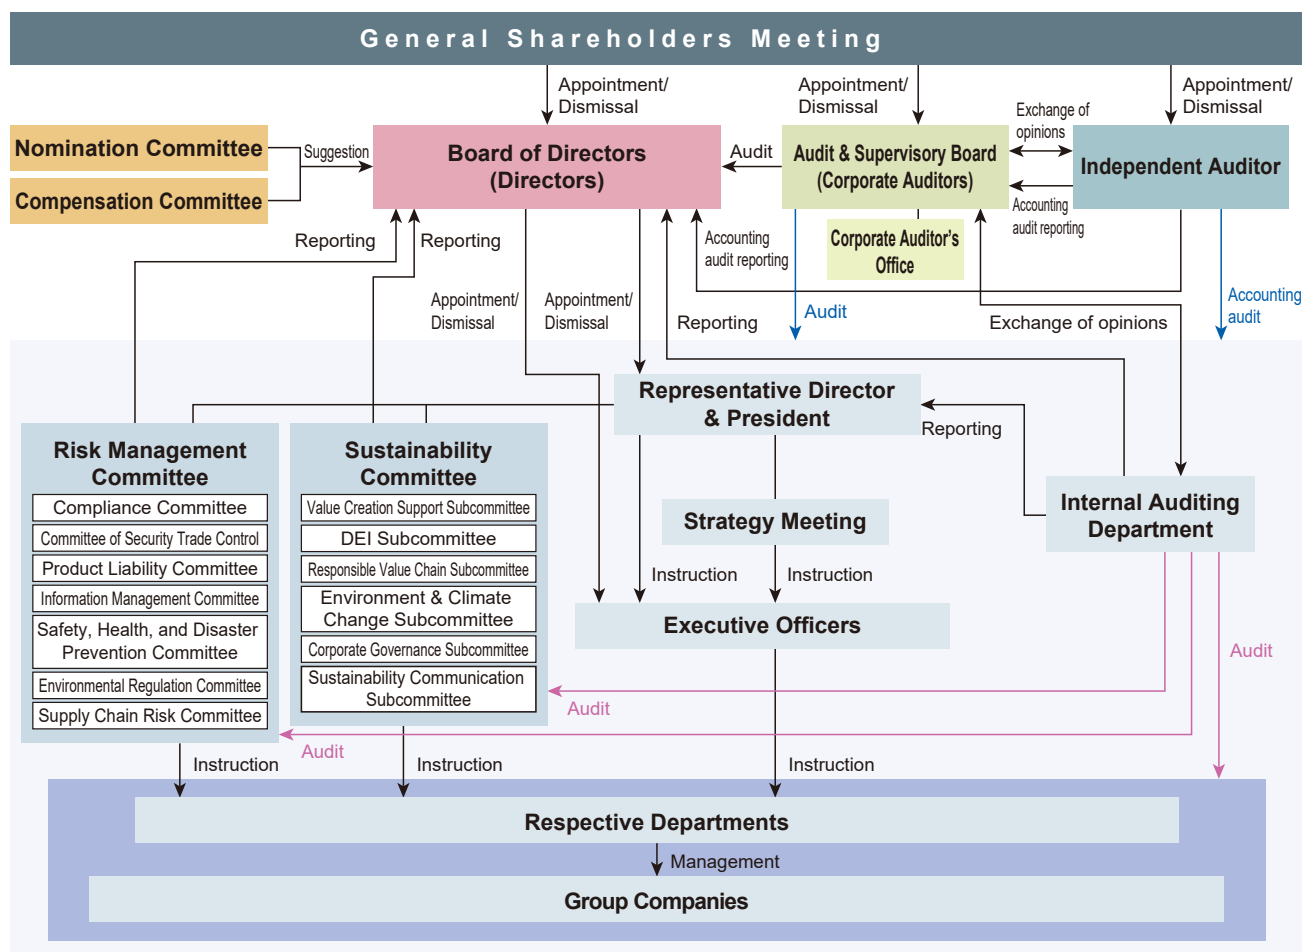 General Shareholders Meeting
Appointment/
Dismissal
Appointment/
Dismissal
Appointment/
Dismissal
Nomination Committee
Compensation Committee
Suggestion
Board of Directors
(Directors)
Audit
Audit & Supervisory Board
(Corporate Auditors)
Exchange of
opinions
Independent Auditor
Accounting
audit reporting
Corporate Auditor's
Office
Reporting
Reporting
Accounting
audit reporting
Appointment/
Dismissal
Appointment/
Dismissal
Reporting
Audit
Exchange of opinions
Accounting
audit
Representative Director
& President
Reporting
Risk Management
Committee
Compliance Committee
Committee of Security Trade Control
Product Liability Committee
Information Management Committee
Safety, Health, and Disaster
Prevention Committee
Environmental Regulation Committee
Supply Chain Risk Committee
Sustainability
Committee
Value Creation Support Subcommittee
DEI Subcommittee
Responsible Value Chain Subcommittee
Environment & Climate
Change Subcommittee
Corporate Governance Subcommittee
Sustainability Communication
Subcommittee
Strategy Meeting
Internal Auditing
Department
Instruction
Instruction
Executive Officers
Audit
Audit
Audit
Instruction
Instruction
Instruction
Respective Departments
Management
Group Companies